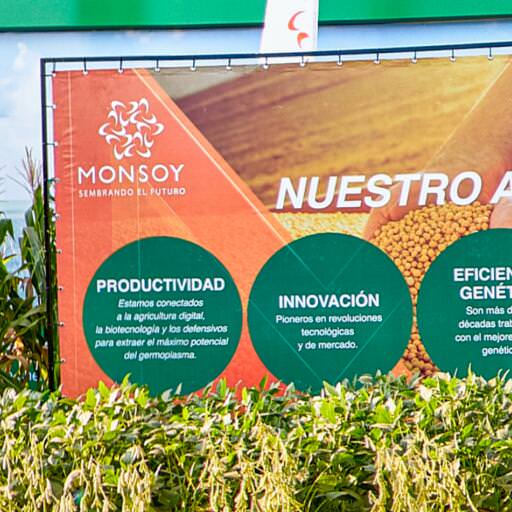 MONSOY
SEMBRANDO EL FUTURO
NUESTRO A
PRODUCTIVIDAD
Estamos conectados
a la agricultura digital,
la biotecnología y los defensivos
para extraer el máximo potencial
del germoplasma.
INNOVACIÓN
Pioneros en revoluciones
tecnológicas
y de mercado.
EFICIEN
GENÉT
Son más d
décadas trab
con el mejore
genétic